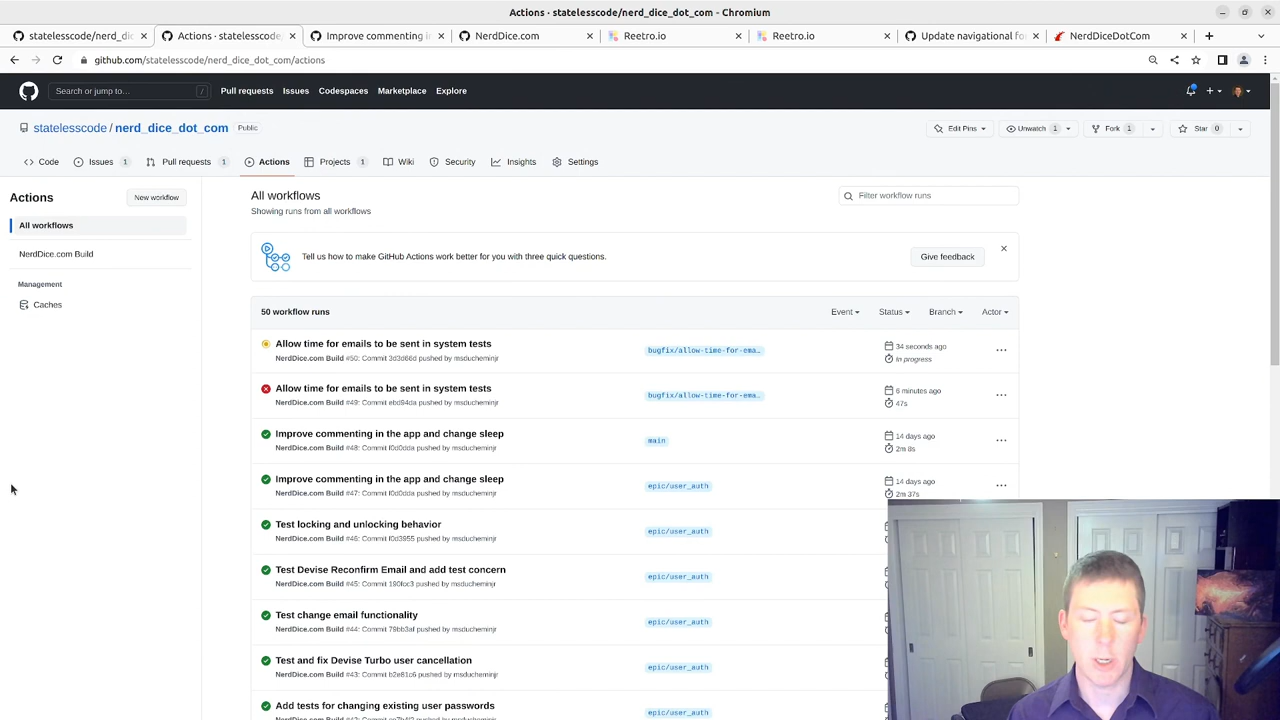 Actions · statelesscode/nerd_dice_dot_com - Chromium
statelesscode/nerd_dic
Actions · statelesscode/
Improve commenting in
NerdDice.com
Reetro.io
Reetro.io
Update navigational fo
NerdDiceDotCom
github.com/statelesscode/nerd_dice_dot_com/actions
Search or jump to...
/
Pull requests
Issues
Codespaces
Marketplace
Explore
statelesscode / nerd_dice_dot_com
Public
Edit Pins
Unwatch 1
Fork 1
Star 0
Code
Issues 1
Pull requests 1
Actions
Projects 1
Wiki
Security
Insights
Settings
Actions
New workflow
All workflows
NerdDice.com Build
Management
Caches
All workflows
Showing runs from all workflows
Filter workflow runs
Tell us how to make GitHub Actions work better for you with three quick questions.
Give feedback
50 workflow runs
Event
Status
Branch
Actor
Allow time for emails to be sent in system tests
NerdDice.com Build #50: Commit 3d3d66d pushed by msducheminjr
bugfix/allow-time-for-ema…
34 seconds ago
In progress
Allow time for emails to be sent in system tests
NerdDice.com Build #49: Commit ebd94da pushed by msducheminjr
bugfix/allow-time-for-ema…
6 minutes ago
47s
Improve commenting in the app and change sleep
NerdDice.com Build #48: Commit f0d0dda pushed by msducheminjr
main
14 days ago
2m 8s
Improve commenting in the app and change sleep
NerdDice.com Build #47: Commit f0d0dda pushed by msducheminjr
epic/user_auth
14 days ago
2m 37s
Test locking and unlocking behavior
NerdDice.com Build #46: Commit f0d3955 pushed by msducheminjr
epic/user_auth
Test Devise Reconfirm Email and add test concern
NerdDice.com Build #45: Commit 190fcc3 pushed by msducheminjr
epic/user_auth
Test change email functionality
NerdDice.com Build #44: Commit 79bb3af pushed by msducheminjr
epic/user_auth
Test and fix Devise Turbo user cancellation
NerdDice.com Build #43: Commit b2e81c6 pushed by msducheminjr
epic/user_auth
Add tests for changing existing user passwords
epic/user_auth